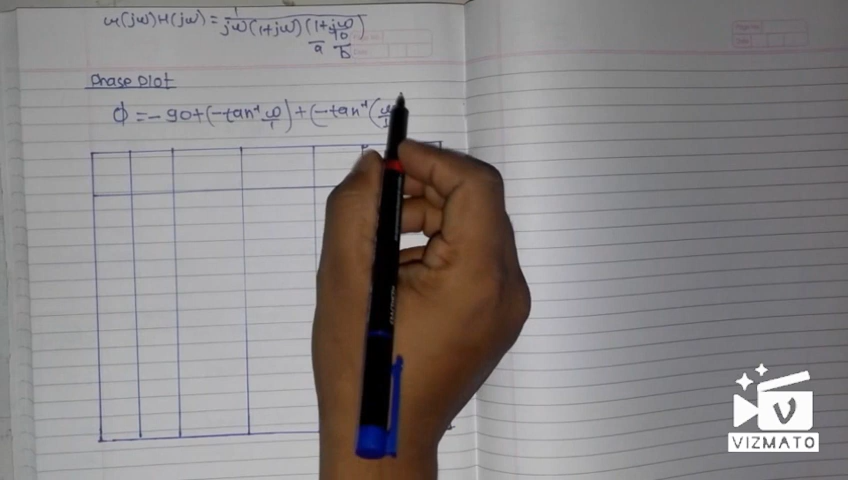 G(jω)H(jω) = 1
jω(1+jω)(1+jω
10)
a b
Phase Plot
ϕ = -90+(-tan⁻¹ ω/1)+(-tan⁻¹(ω
VIZMATO